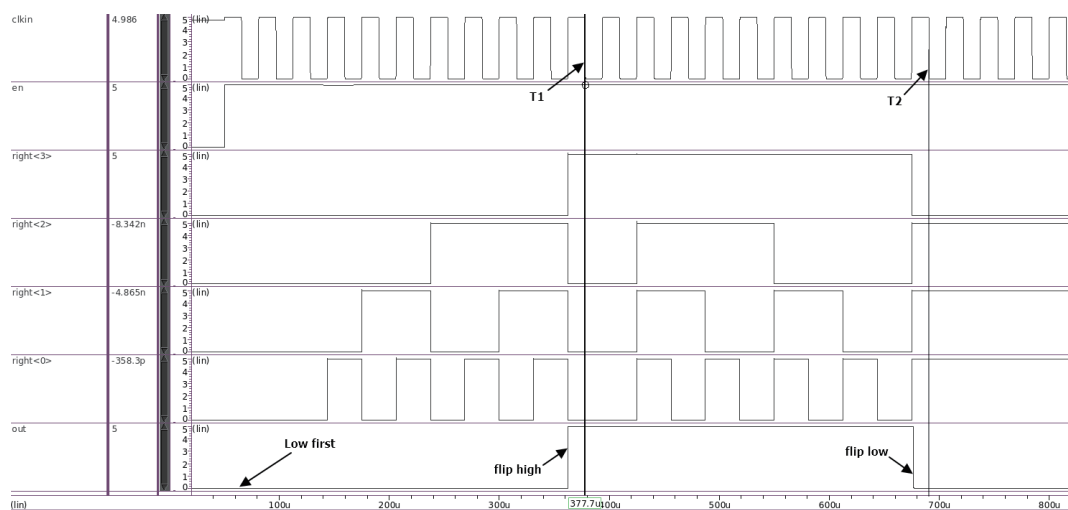 clkin 4.986 5 (lin)
4
3
2
1
0
T1
T2
en 5 5 (lin)
4
3
2
1
0
right<3> 5 5 (lin)
4
3
2
1
0
right<2> -8.342n 5 (lin)
4
3
2
1
0
right<1> -4.865n 5 (lin)
4
3
2
1
0
right<0> -358.3p 5 (lin)
4
3
2
1
0
out 5 5 (lin)
4
3
2
1
0
Low first
flip high
flip low
(lin) 100u 200u 300u 377.7u 400u 500u 600u 700u 800u